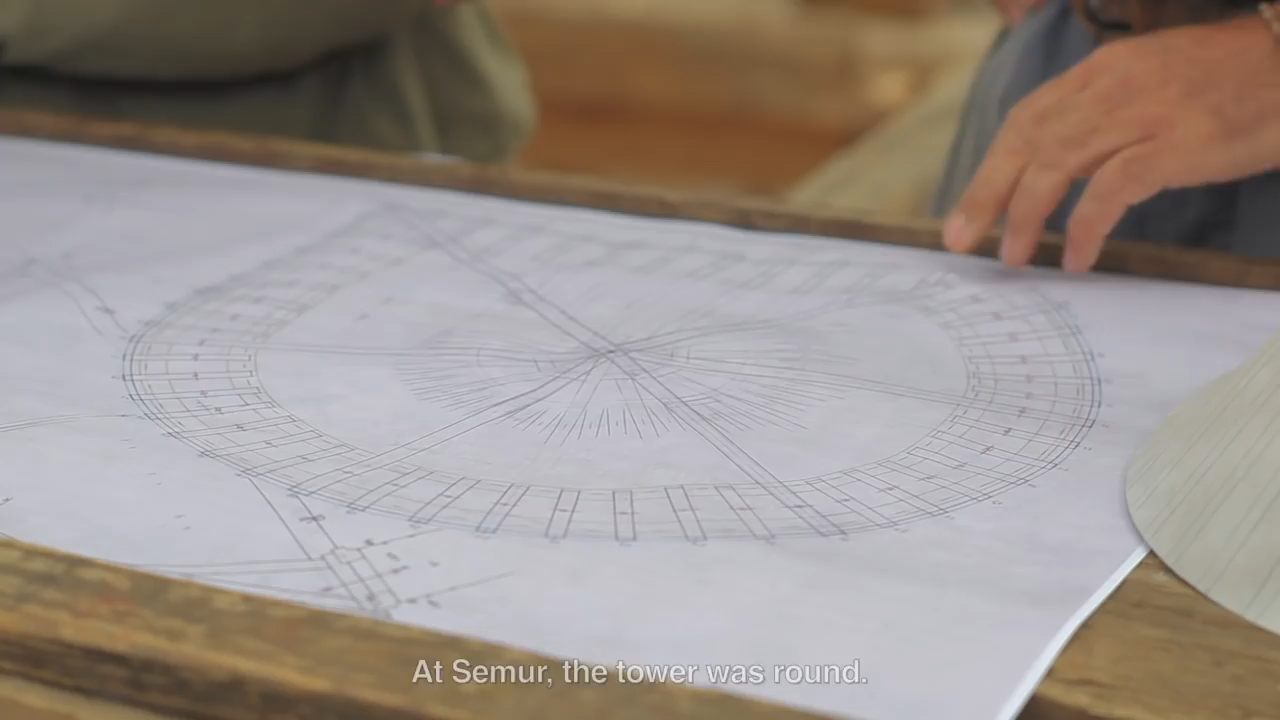 At Semur, the tower was round.